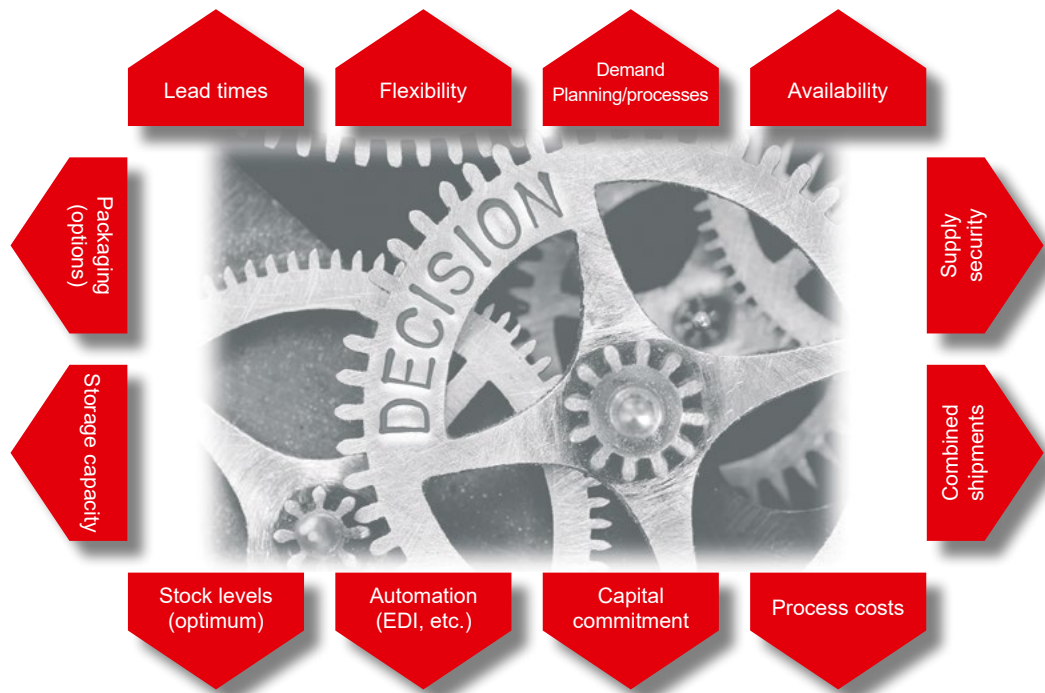 Lead times
Flexibility
Demand
Planning/processes
Availability
Packaging
(options)
DECISION
Supply
security
Storage capacity
Combined
shipments
Stock levels
(optimum)
Automation
(EDI, etc.)
Capital
commitment
Process costs